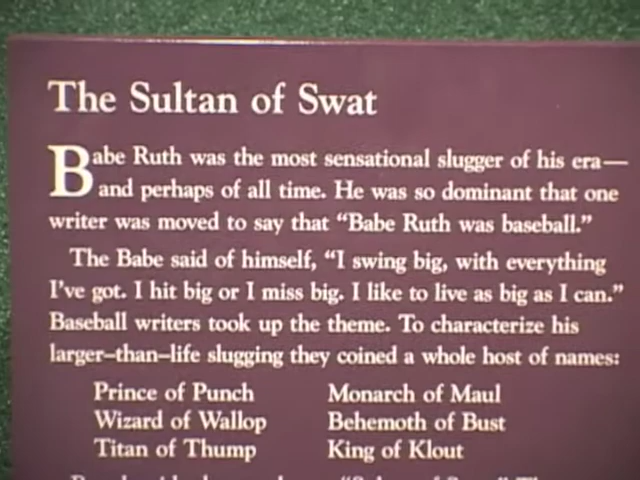 The Sultan of Swat
Babe Ruth was the most sensational slugger of his era—
and perhaps of all time. He was so dominant that one
writer was moved to say that “Babe Ruth was baseball.”
The Babe said of himself, “I swing big, with everything
I’ve got. I hit big or I miss big. I like to live as big as I can.”
Baseball writers took up the theme. To characterize his
larger–than–life slugging they coined a whole host of names:
Prince of Punch
Wizard of Wallop
Titan of Thump
Monarch of Maul
Behemoth of Bust
King of Klout